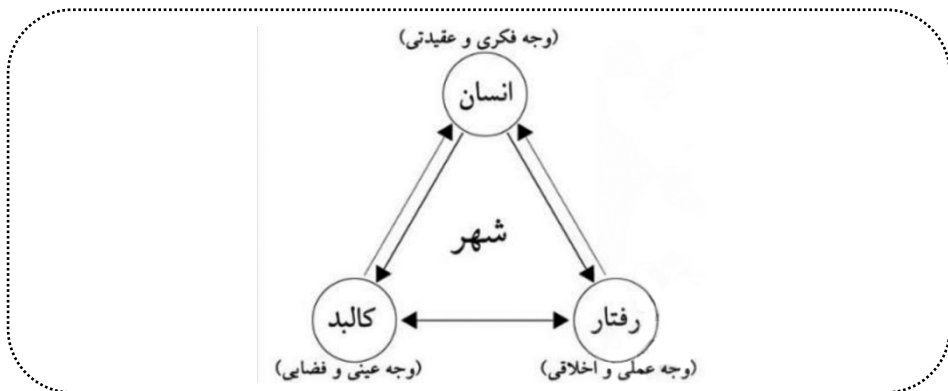 (وجه فکری و عقیدتی)
انسان
شهر
رفتار
کالبد
(وجه عملی و اخلاقی)
(وجه عینی و فضایی)